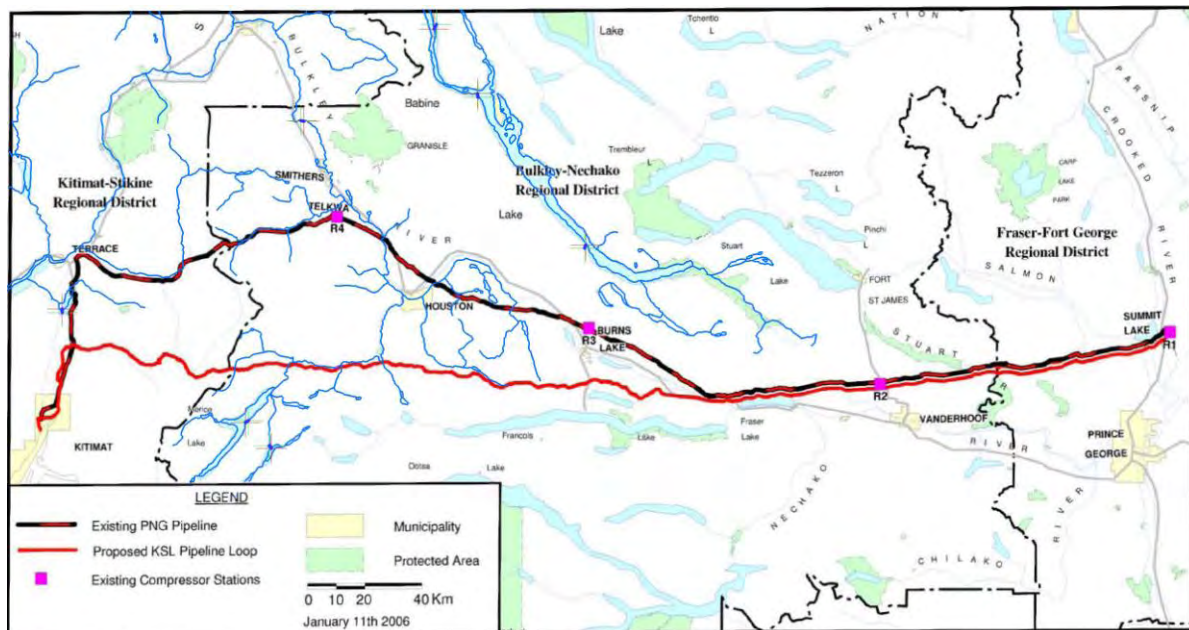 Tchentlo
L
NATION
Lake
BULKLEY
Babine
GRANISLE
Trembleur
L
PARSNIP
CROOKED
RIVER
CARP
LAKE
PARK
Kitimat-Stikine
Regional District
SMITHERS
Bulkley-Nechako
Regional District
Tezzeron
L
TELKWA
R4
RIVER
Lake
Pinchi
L
Fraser-Fort George
Regional District
TERRACE
Stuart
Lake
SALMON
FORT
ST JAMES
HOUSTON
SUMMIT
LAKE
R1
BURNS
LAKE
R3
STUART
R
R2
VANDERHOOF
Morice
Lake
Francois
Lake
Fraser
Lake
KITIMAT
RIVER
PRINCE
GEORGE
Ootsa
Lake
NECHAKO
RIVER
CHILAKO
LEGEND
Existing PNG Pipeline
Municipality
Proposed KSL Pipeline Loop
Protected Area
Existing Compressor Stations
0 10 20 40 Km
January 11th 2006